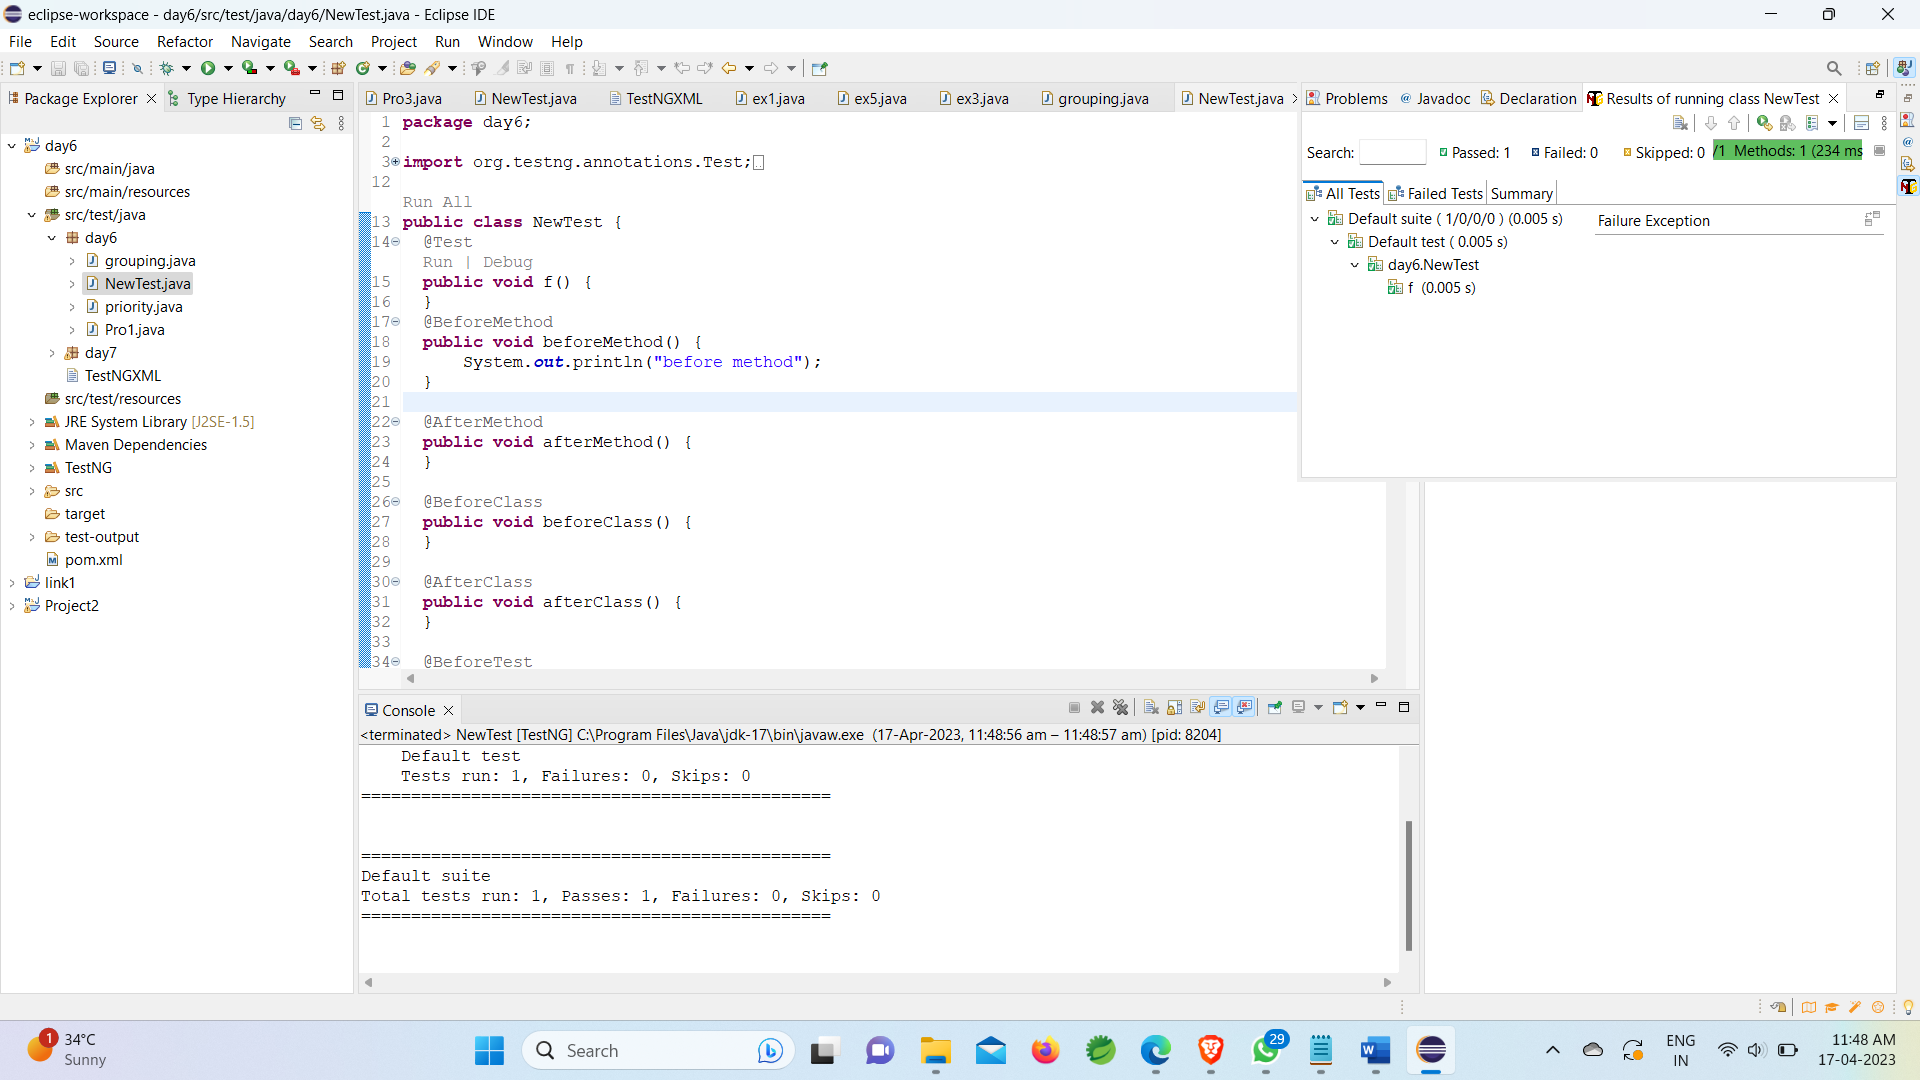 eclipse-workspace - day6/src/test/java/day6/NewTest.java - Eclipse IDE
File Edit Source Refactor Navigate Search Project Run Window Help
Package Explorer Type Hierarchy
day6
src/main/java
src/main/resources
src/test/java
day6
grouping.java
NewTest.java
priority.java
Pro1.java
day7
TestNGXML
src/test/resources
JRE System Library [J2SE-1.5]
Maven Dependencies
TestNG
src
target
test-output
pom.xml
link1
Project2
Pro3.java NewTest.java TestNGXML ex1.java ex5.java ex3.java grouping.java NewTest.java
1 package day6;
2
3 import org.testng.annotations.Test;
12
Run All
13 public class NewTest {
14 @Test
Run | Debug
15 public void f() {
16 }
17 @BeforeMethod
18 public void beforeMethod() {
19 System.out.println("before method");
20 }
21
22 @AfterMethod
23 public void afterMethod() {
24 }
25
26 @BeforeClass
27 public void beforeClass() {
28 }
29
30 @AfterClass
31 public void afterClass() {
32 }
33
34 @BeforeTest
Problems @ Javadoc Declaration Results of running class NewTest
Search: Passed: 1 Failed: 0 Skipped: 0 /1 Methods: 1 (234 ms
All Tests Failed Tests Summary
Default suite ( 1/0/0/0 ) (0.005 s)
Default test ( 0.005 s)
day6.NewTest
f (0.005 s)
Failure Exception
Console
<terminated> NewTest [TestNG] C:\Program Files\Java\jdk-17\bin\javaw.exe (17-Apr-2023, 11:48:56 am – 11:48:57 am) [pid: 8204]
Default test
Tests run: 1, Failures: 0, Skips: 0
===============================================
===============================================
Default suite
Total tests run: 1, Passes: 1, Failures: 0, Skips: 0
===============================================
1
34°C
Sunny
Search
29
ENG
IN
11:48 AM
17-04-2023